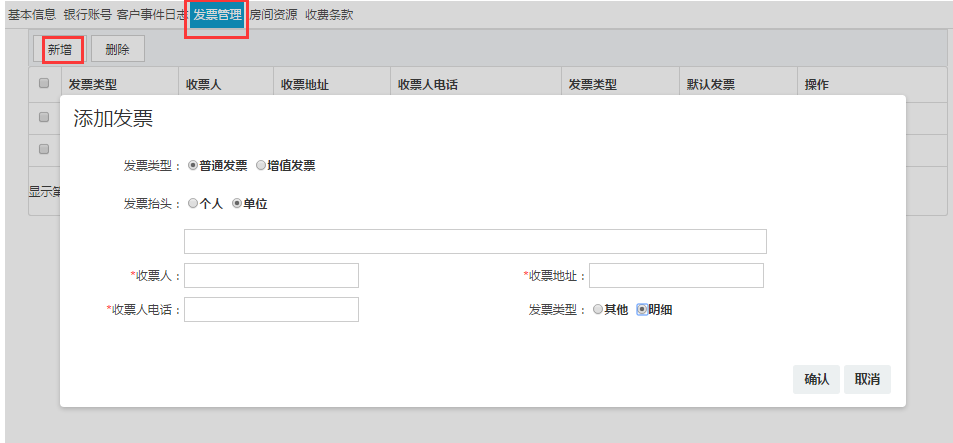 基本信息 银行账号 客户事件日志 发票管理 房间资源 收费条款
新增 删除
发票类型 收票人 收票地址 收票人电话 发票类型 默认发票 操作
添加发票
发票类型： 普通发票 增值发票
发票抬头： 个人 单位
*收票人： *收票地址：
*收票人电话： 发票类型： 其他 明细
显示第
确认 取消